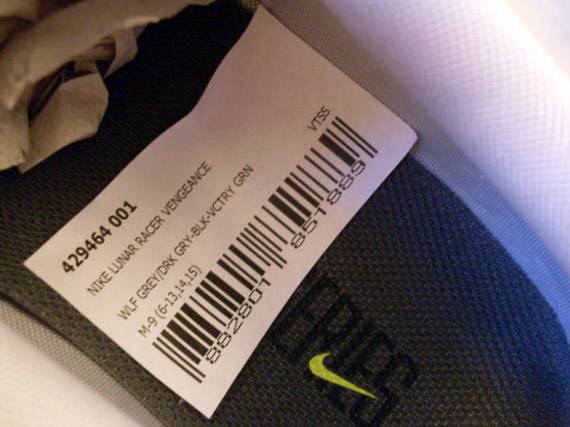 429464 001
NIKE LUNAR RACER VENGEANCE VTSS
WLF GREY/DRK GRY-BLK-VCTRY GRN
M-9 (6-13,14,15)
882801 851889
ERIES